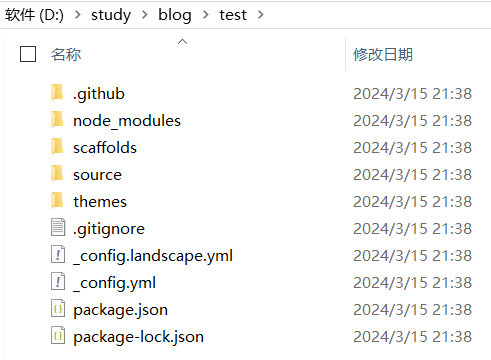 软件 (D:) > study > blog > test >
名称 修改日期
.github 2024/3/15 21:38
node_modules 2024/3/15 21:38
scaffolds 2024/3/15 21:38
source 2024/3/15 21:38
themes 2024/3/15 21:38
.gitignore 2024/3/15 21:38
_config.landscape.yml 2024/3/15 21:38
_config.yml 2024/3/15 21:38
package.json 2024/3/15 21:38
package-lock.json 2024/3/15 21:38